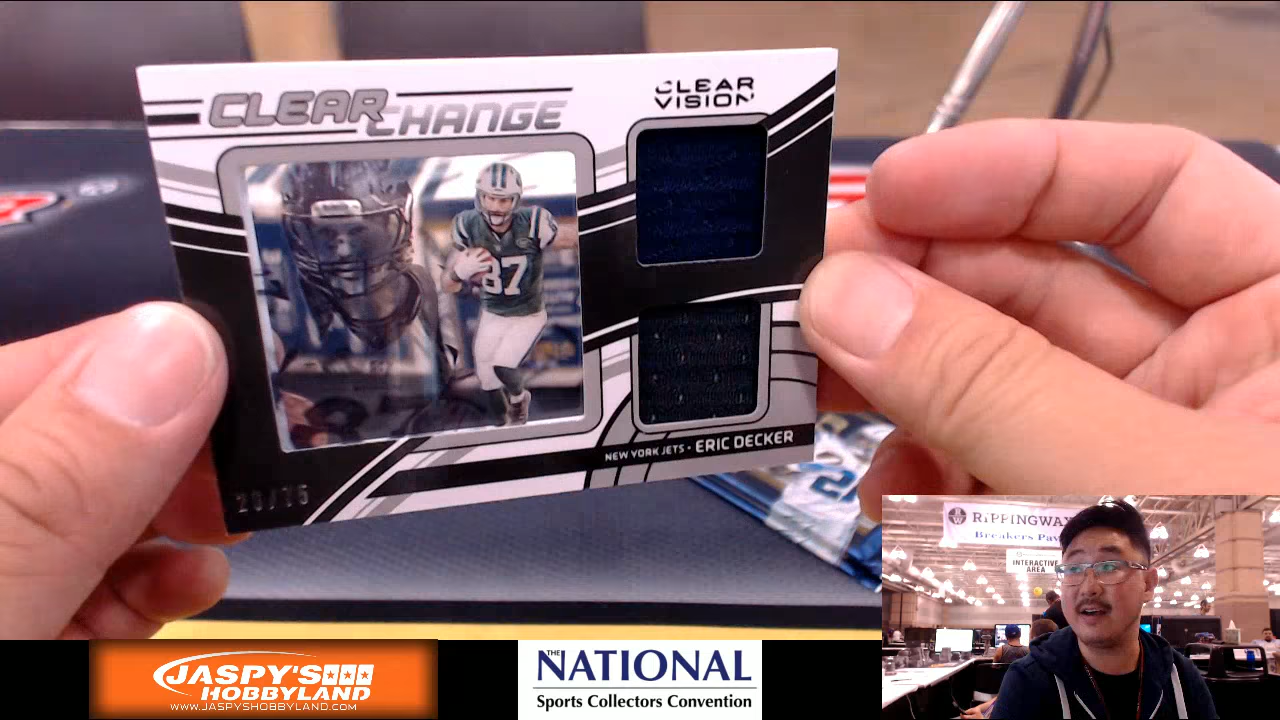 CLEAR CHANGE
CLEAR
VISION
87
NEW YORK JETS • ERIC DECKER
RIPPINGWAX
Breakers Pav
INTERACTIVE
AREA
JASPY'S
HOBBYLAND
WWW.JASPYSHOBBYLAND.COM
THE NATIONAL
Sports Collectors Convention